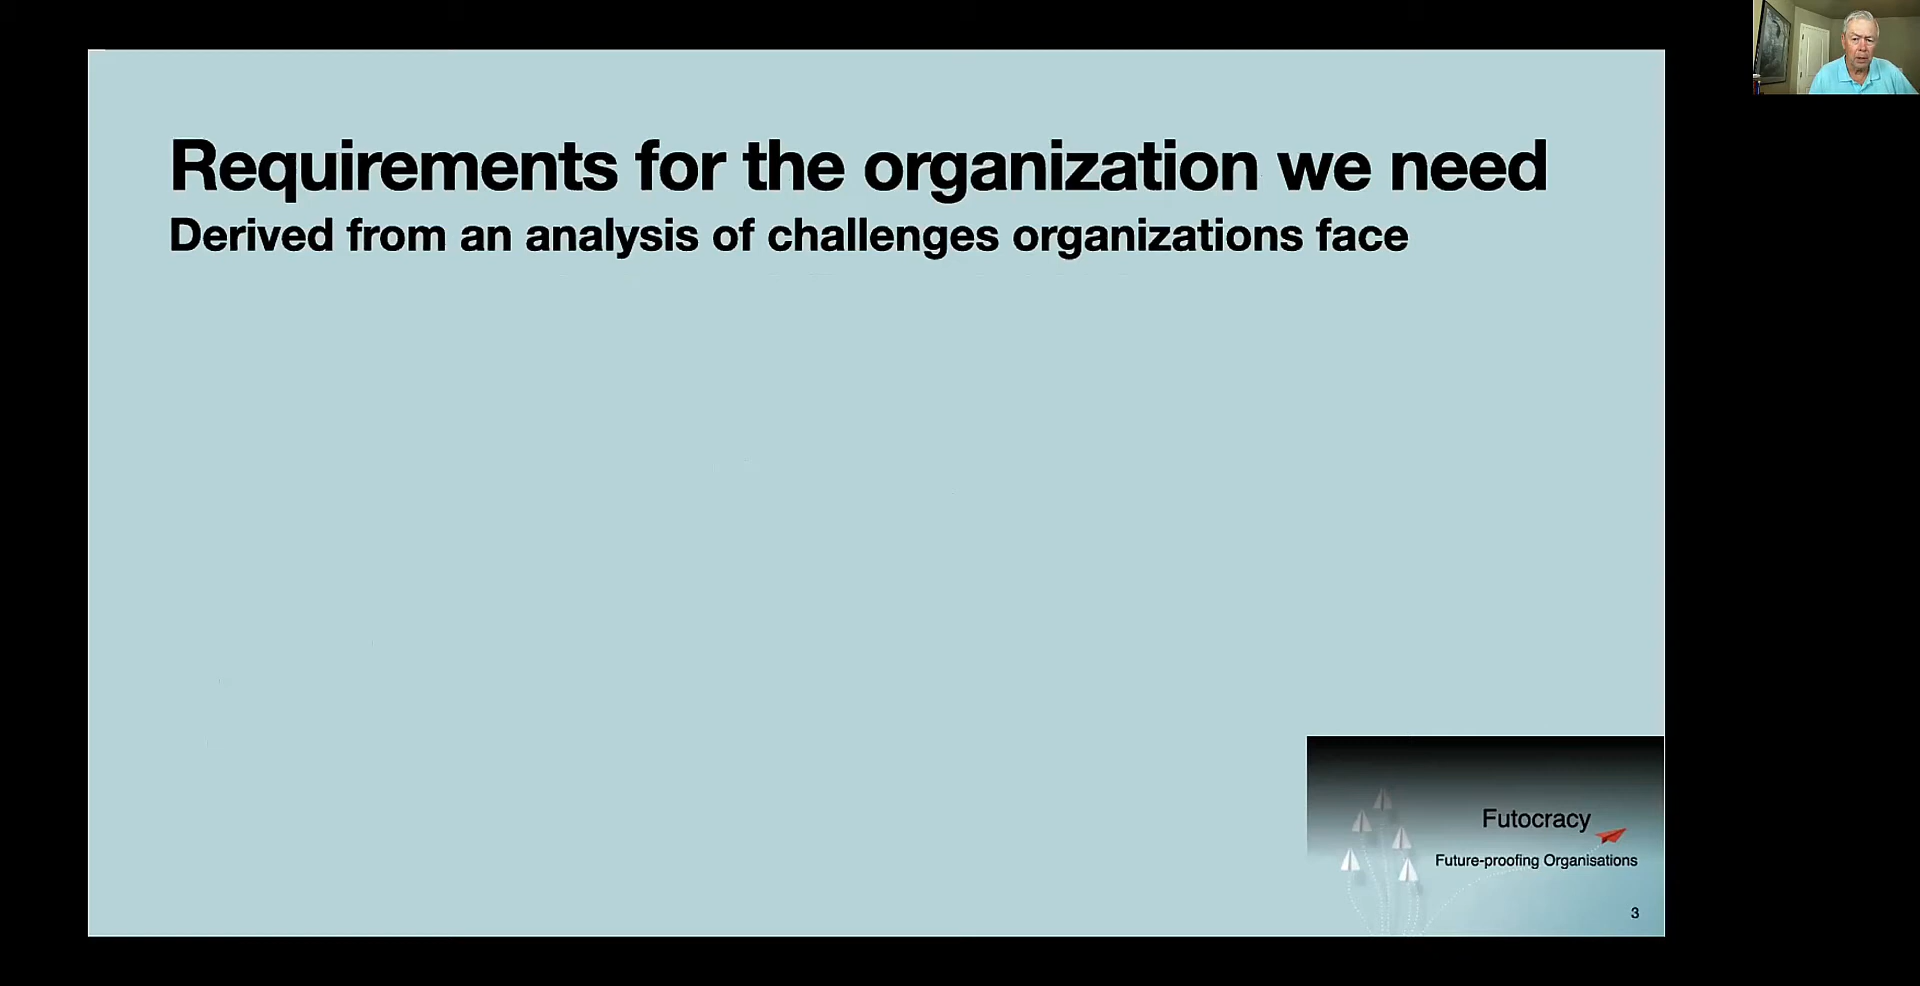 Requirements for the organization we need
Derived from an analysis of challenges organizations face
Futocracy
Future-proofing Organisations
3